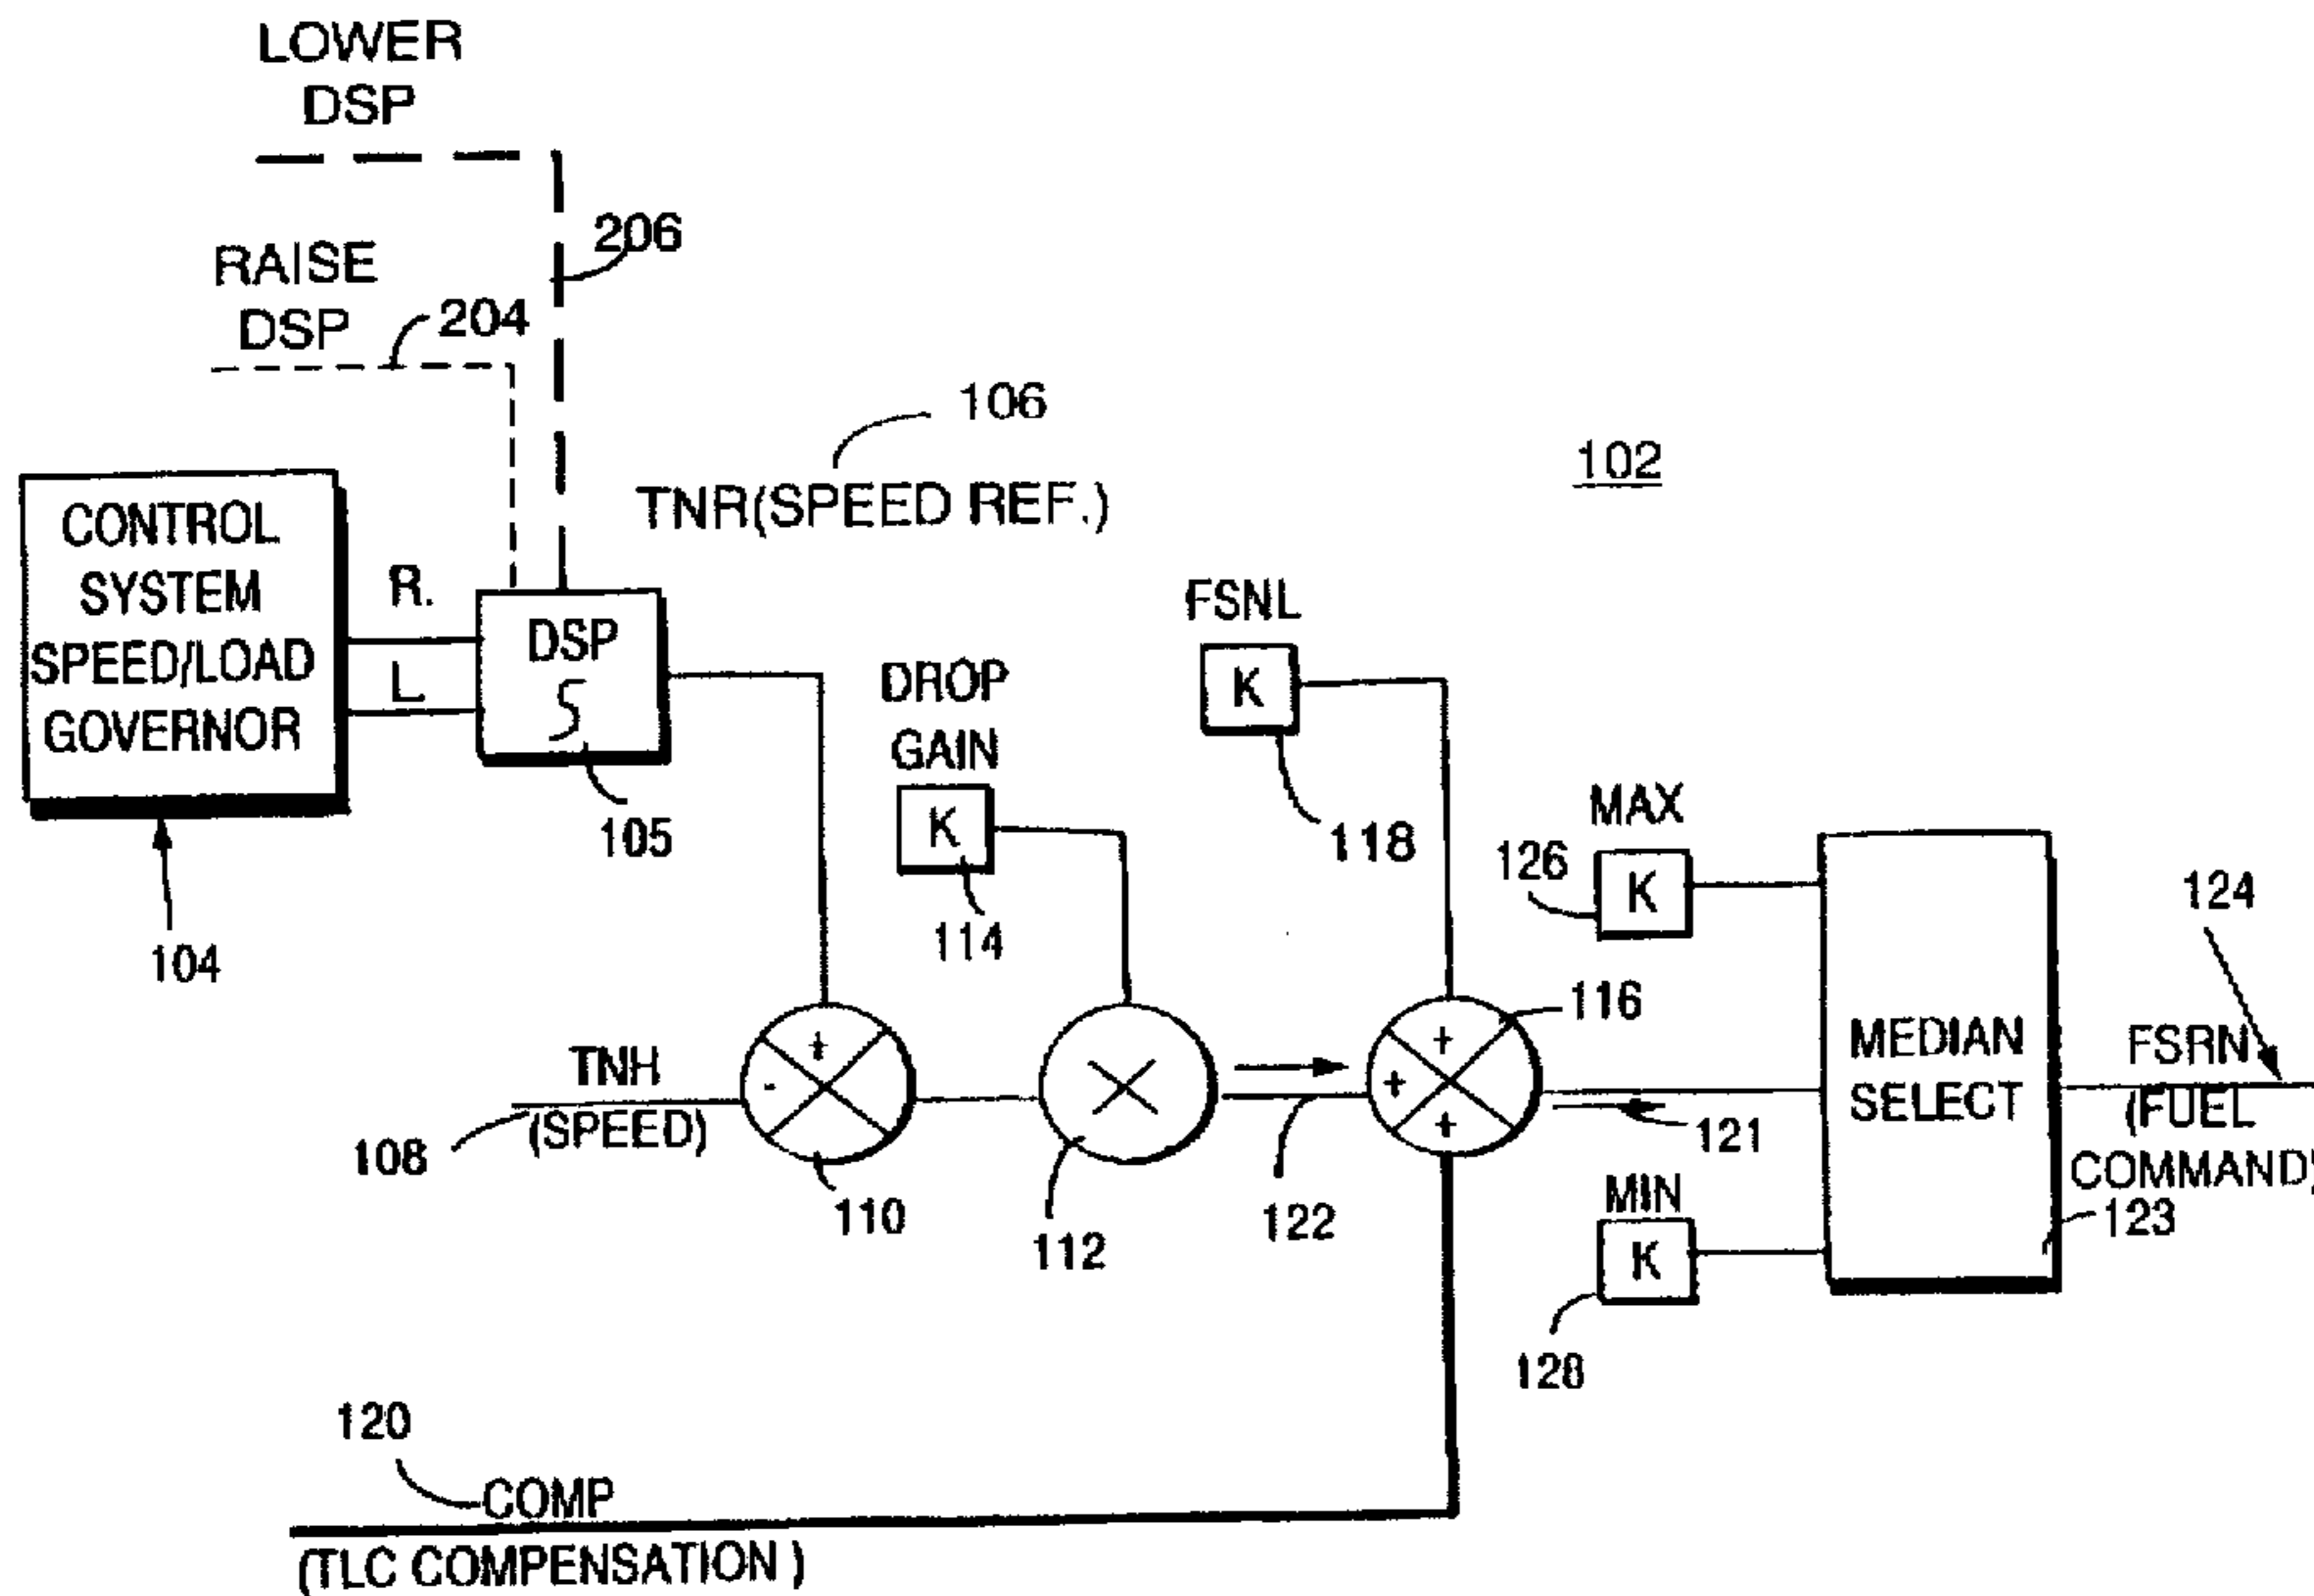 LOWER
DSP
206
RAISE
DSP
204
106
TNR(SPEED REF.)
102
CONTROL
SYSTEM
SPEED/LOAD
GOVERNOR
R.
L.
DSP
105
104
DROP
GAIN
K
114
FSNL
K
118
MAX
126
K
124
116
TNH
(SPEED)
108
-
+
110
112
122
+
+
+
121
MEDIAN
SELECT
FSRN
(FUEL
COMMAND)
123
MIN
K
128
120
COMP
(TLC COMPENSATION )